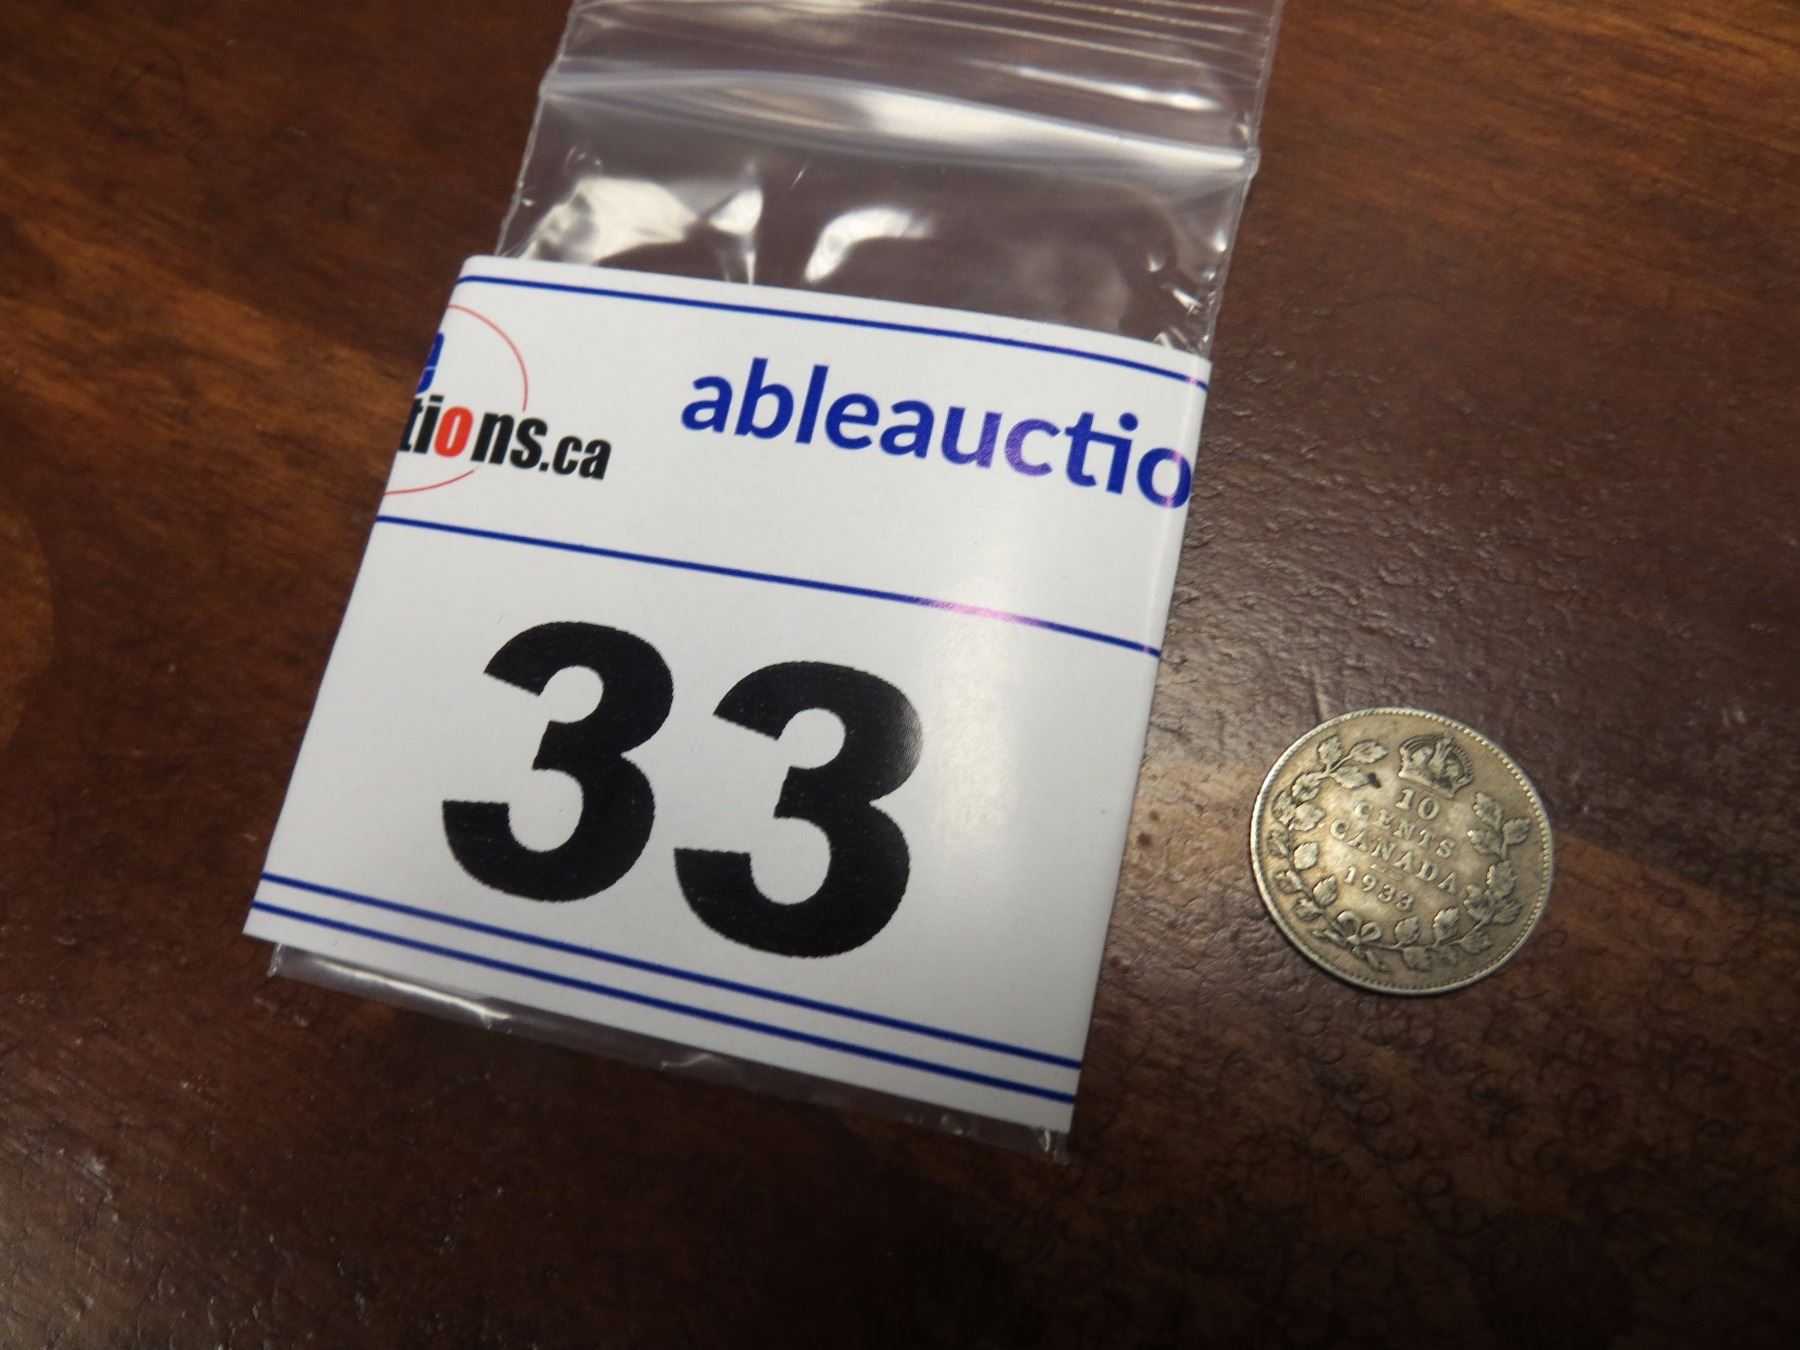 e
tions.ca
ableauctio
33
10
CENTS
CANADA
1933